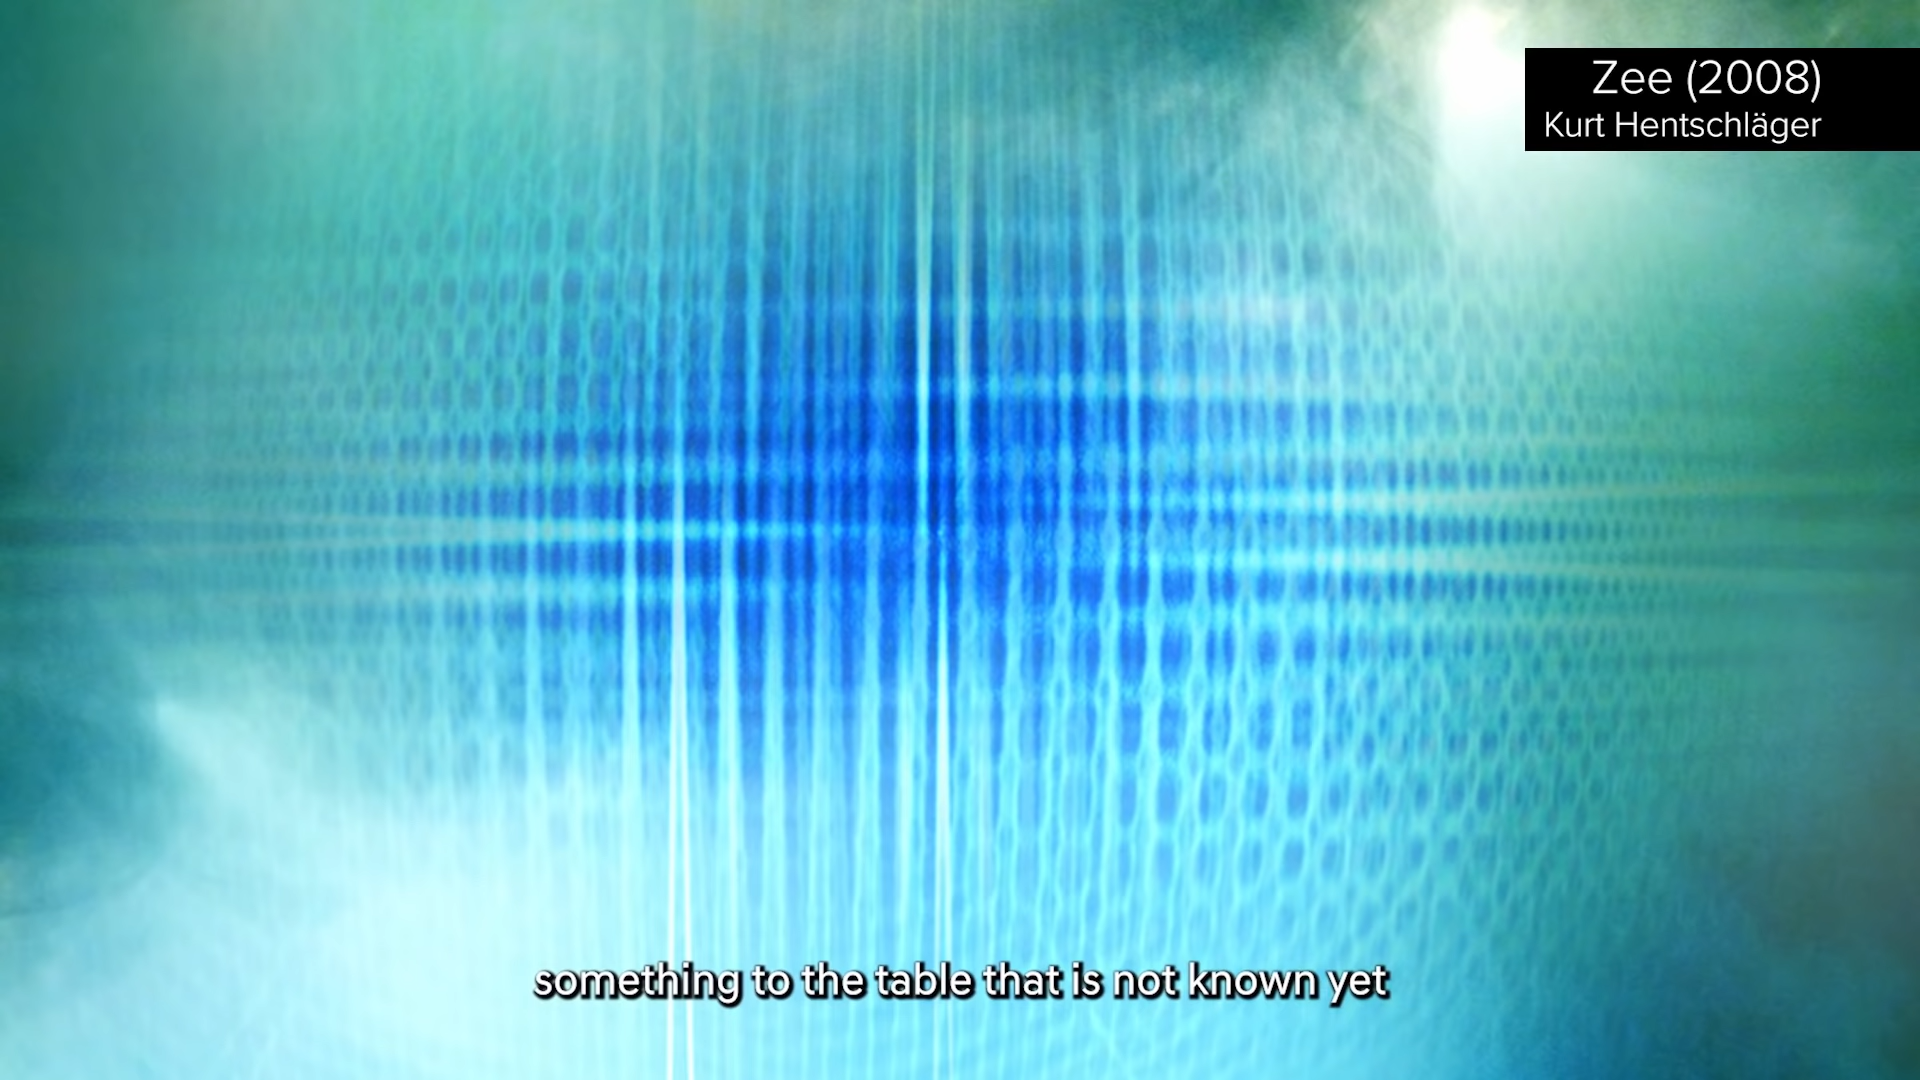 Zee (2008)
Kurt Hentschläger
something to the table that is not known yet